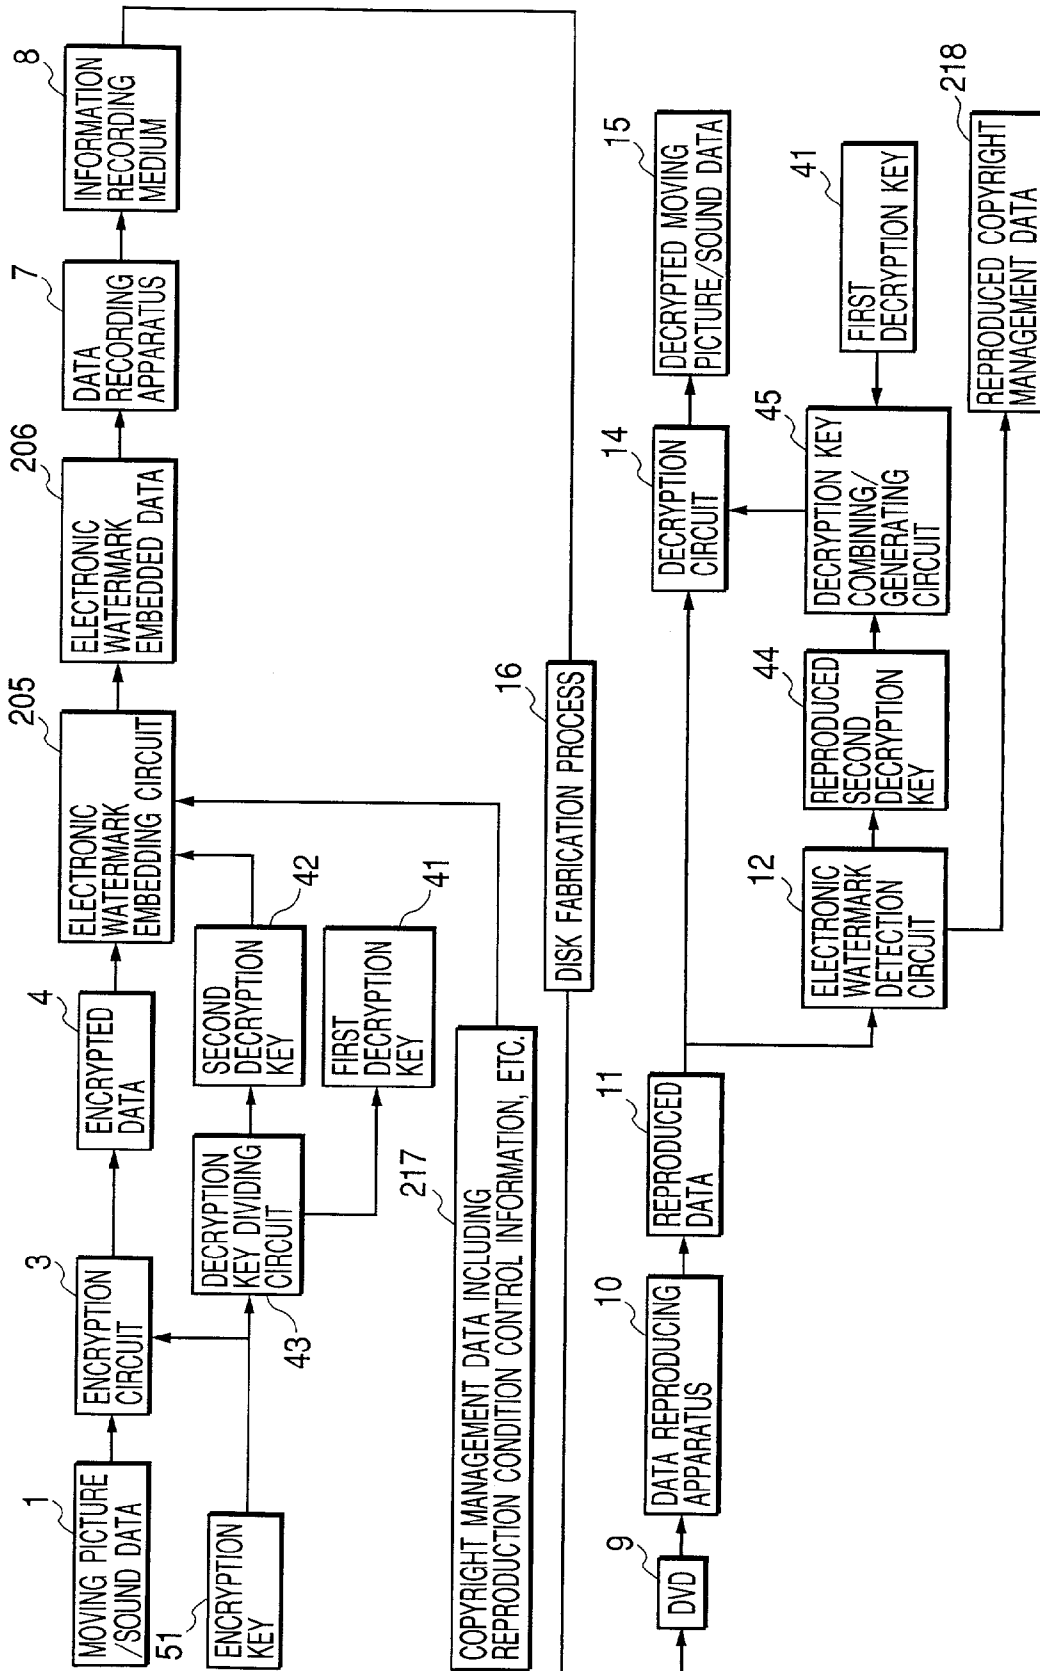 1
MOVING PICTURE
/SOUND DATA
3
ENCRYPTION
CIRCUIT
4
ENCRYPTED
DATA
205
ELECTRONIC
WATERMARK
EMBEDDING CIRCUIT
206
ELECTRONIC
WATERMARK
EMBEDDED DATA
7
DATA
RECORDING
APPARATUS
8
INFORMATION
RECORDING
MEDIUM
51
ENCRYPTION
KEY
43
DECRYPTION
KEY DIVIDING
CIRCUIT
42
SECOND
DECRYPTION
KEY
41
FIRST
DECRYPTION
KEY
217
COPYRIGHT MANAGEMENT DATA INCLUDING
REPRODUCTION CONDITION CONTROL INFORMATION, ETC.
16
DISK FABRICATION PROCESS
9
DVD
10
DATA REPRODUCING
APPARATUS
11
REPRODUCED
DATA
14
DECRYPTION
CIRCUIT
15
DECRYPTED MOVING
PICTURE/SOUND DATA
12
ELECTRONIC
WATERMARK
DETECTION
CIRCUIT
44
REPRODUCED
SECOND
DECRYPTION
KEY
45
DECRYPTION KEY
COMBINING/
GENERATING
CIRCUIT
41
FIRST
DECRYPTION KEY
218
REPRODUCED COPYRIGHT
MANAGEMENT DATA